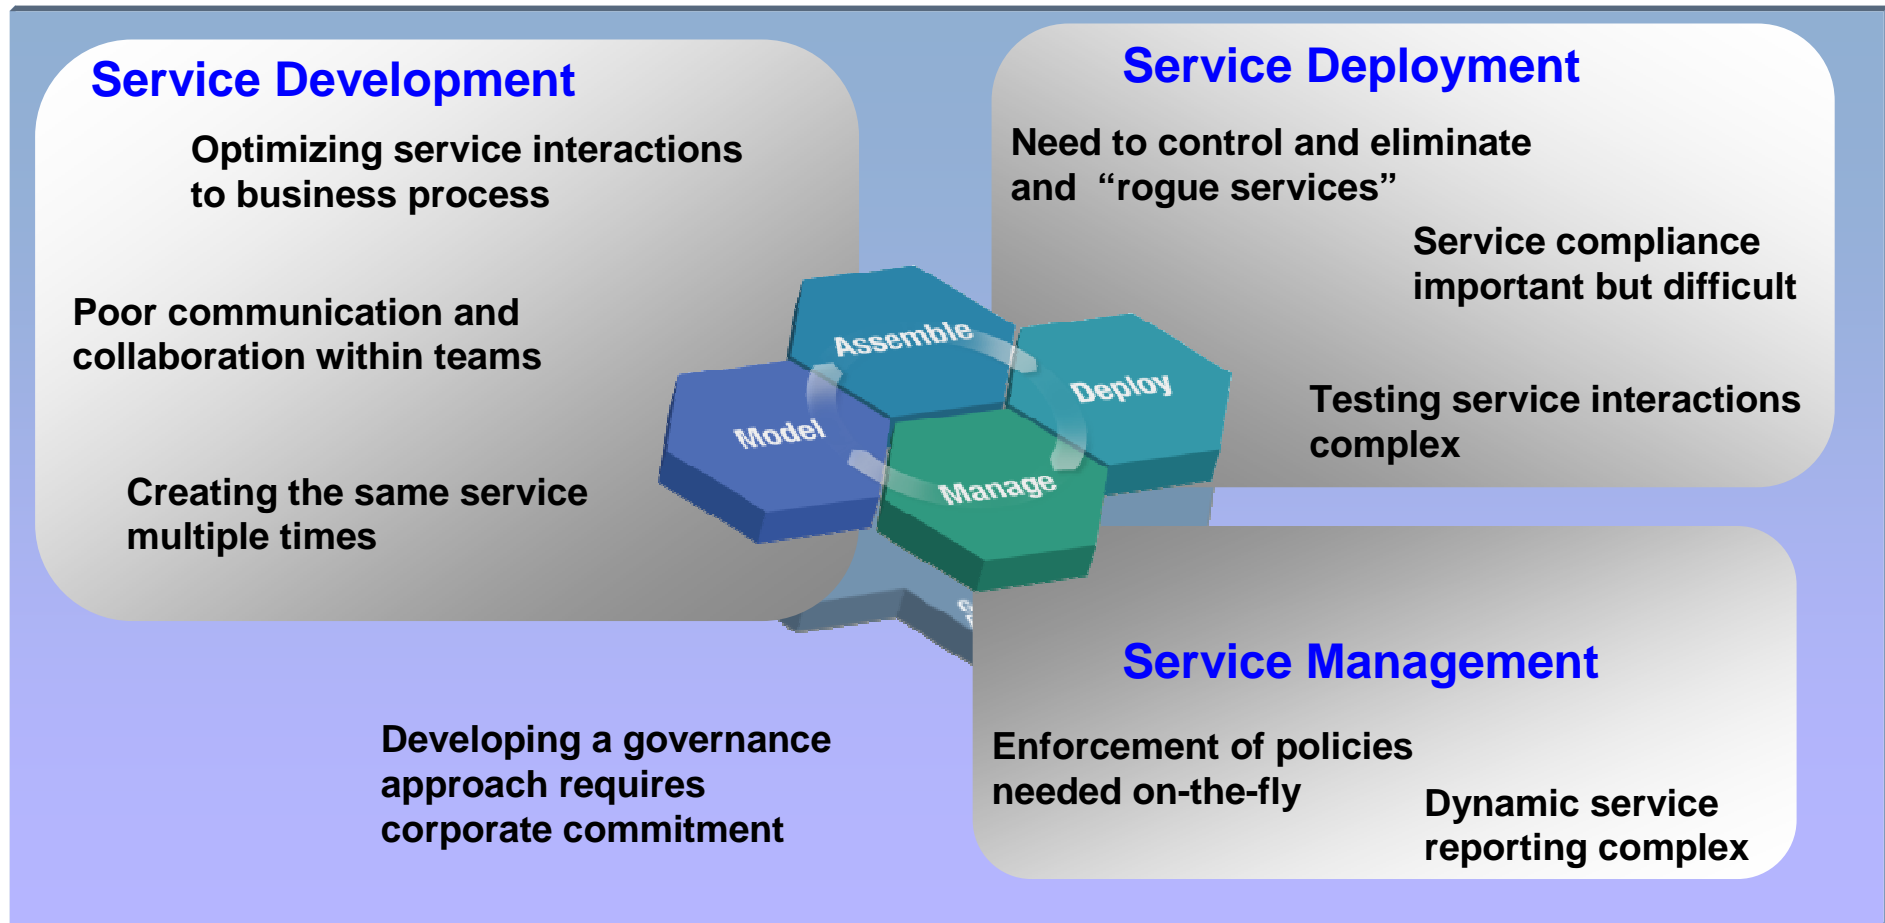 Service Development
Optimizing service interactions
to business process
Poor communication and
collaboration within teams
Creating the same service
multiple times
Service Deployment
Need to control and eliminate
and “rogue services”
Service compliance
important but difficult
Testing service interactions
complex
Assemble
Deploy
Model
Manage
Service Management
Enforcement of policies
needed on-the-fly
Dynamic service
reporting complex
Developing a governance
approach requires
corporate commitment